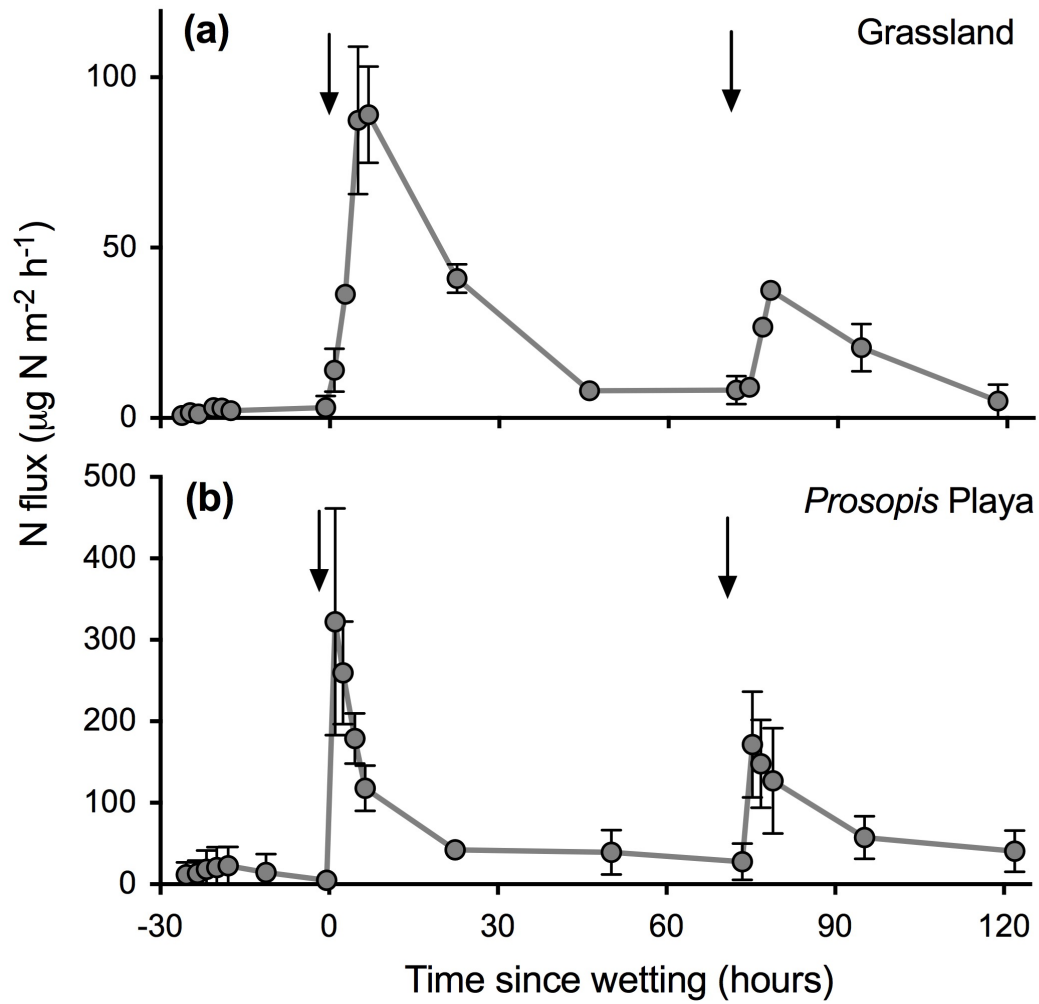 (a)
Grassland
100
50
0
N flux (µg N m-2 h-1)
500
(b)
Prosopis Playa
400
300
200
100
0
-30 0 30 60 90 120
Time since wetting (hours)